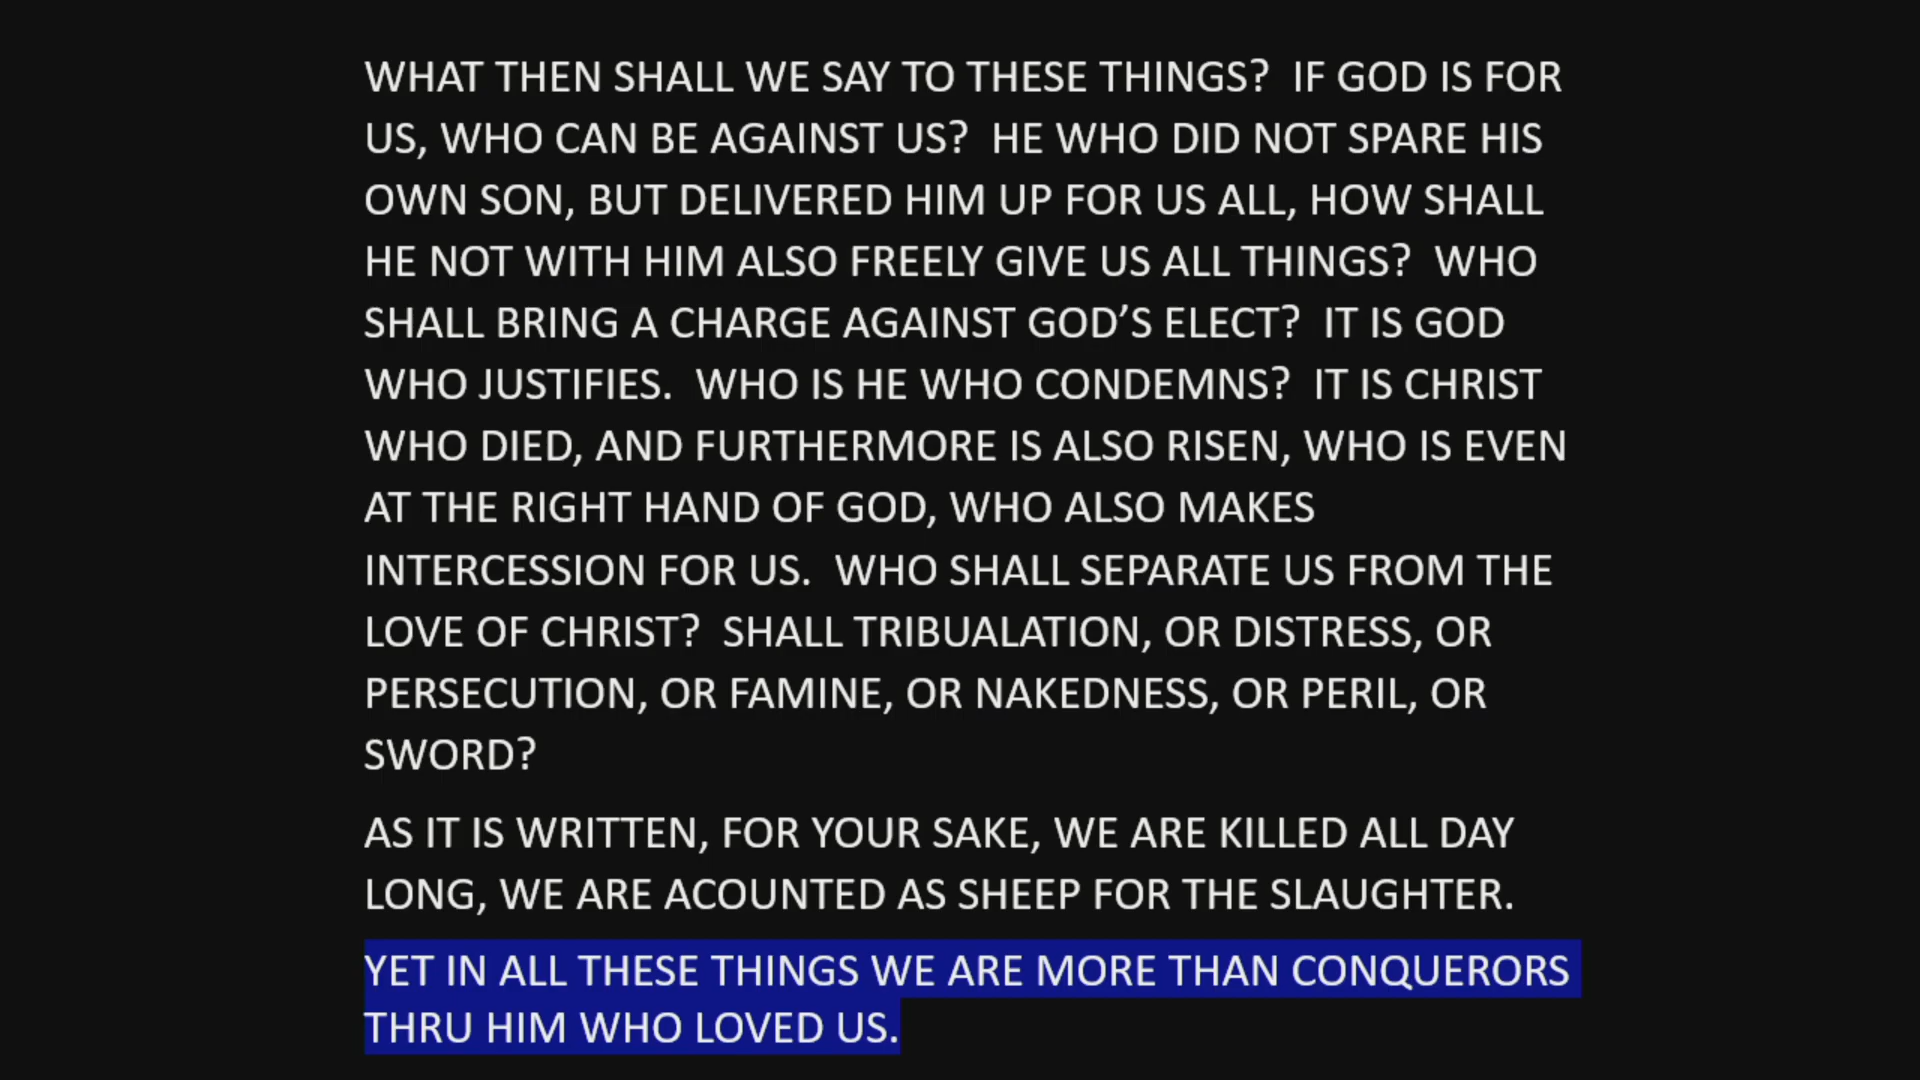 WHAT THEN SHALL WE SAY TO THESE THINGS?  IF GOD IS FOR
US, WHO CAN BE AGAINST US?  HE WHO DID NOT SPARE HIS
OWN SON, BUT DELIVERED HIM UP FOR US ALL, HOW SHALL
HE NOT WITH HIM ALSO FREELY GIVE US ALL THINGS?  WHO
SHALL BRING A CHARGE AGAINST GOD’S ELECT?  IT IS GOD
WHO JUSTIFIES.  WHO IS HE WHO CONDEMNS?  IT IS CHRIST
WHO DIED, AND FURTHERMORE IS ALSO RISEN, WHO IS EVEN
AT THE RIGHT HAND OF GOD, WHO ALSO MAKES
INTERCESSION FOR US.  WHO SHALL SEPARATE US FROM THE
LOVE OF CHRIST?  SHALL TRIBUALATION, OR DISTRESS, OR
PERSECUTION, OR FAMINE, OR NAKEDNESS, OR PERIL, OR
SWORD?
AS IT IS WRITTEN, FOR YOUR SAKE, WE ARE KILLED ALL DAY
LONG, WE ARE ACOUNTED AS SHEEP FOR THE SLAUGHTER.
YET IN ALL THESE THINGS WE ARE MORE THAN CONQUERORS
THRU HIM WHO LOVED US.